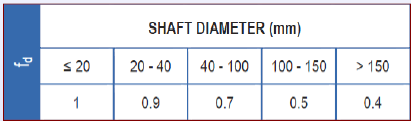 SHAFT DIAMETER (mm)
fd
≤ 20 20 - 40 40 - 100 100 - 150 > 150
1 0.9 0.7 0.5 0.4